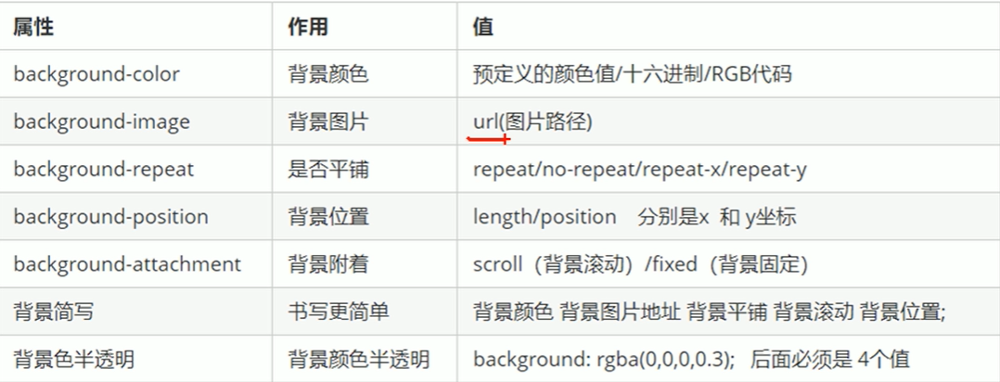 属性 作用 值
background-color 背景颜色 预定义的颜色值/十六进制/RGB代码
background-image 背景图片 url(图片路径)
background-repeat 是否平铺 repeat/no-repeat/repeat-x/repeat-y
background-position 背景位置 length/position 分别是x 和 y坐标
background-attachment 背景附着 scroll（背景滚动）/fixed（背景固定）
背景简写 书写更简单 背景颜色 背景图片地址 背景平铺 背景滚动 背景位置;
背景色半透明 背景颜色半透明 background: rgba(0,0,0,0.3); 后面必须是 4个值